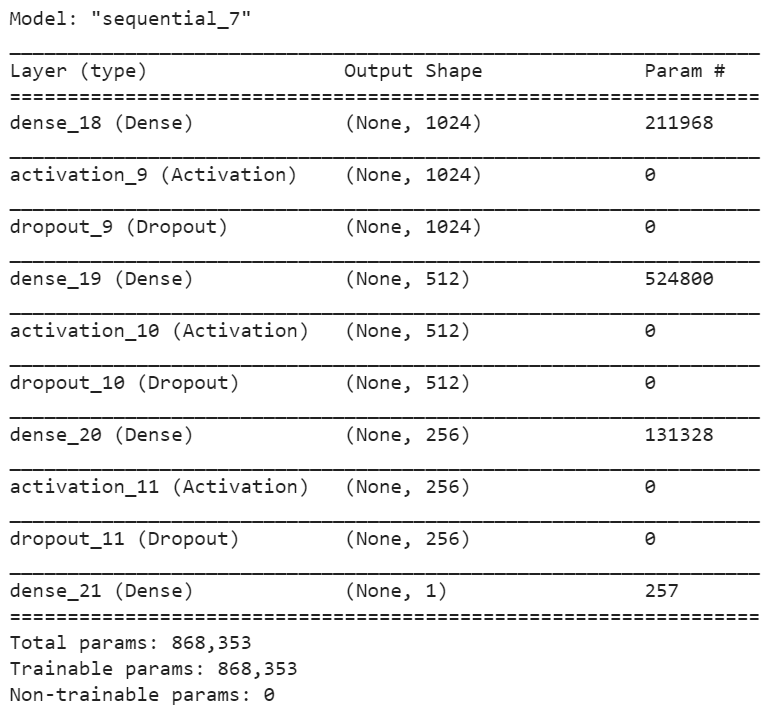 Model: "sequential_7"
_________________________________________________________________
Layer (type)                 Output Shape              Param #
=================================================================
dense_18 (Dense)             (None, 1024)              211968
_________________________________________________________________
activation_9 (Activation)    (None, 1024)              0
_________________________________________________________________
dropout_9 (Dropout)          (None, 1024)              0
_________________________________________________________________
dense_19 (Dense)             (None, 512)               524800
_________________________________________________________________
activation_10 (Activation)   (None, 512)               0
_________________________________________________________________
dropout_10 (Dropout)         (None, 512)               0
_________________________________________________________________
dense_20 (Dense)             (None, 256)               131328
_________________________________________________________________
activation_11 (Activation)   (None, 256)               0
_________________________________________________________________
dropout_11 (Dropout)         (None, 256)               0
_________________________________________________________________
dense_21 (Dense)             (None, 1)                 257
=================================================================
Total params: 868,353
Trainable params: 868,353
Non-trainable params: 0